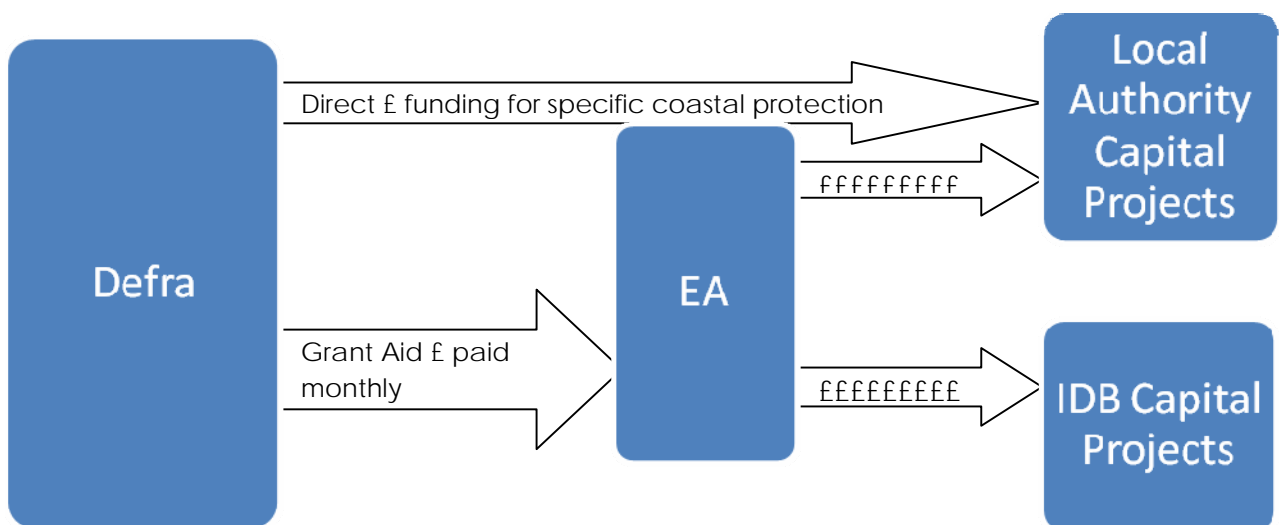 Defra
Direct £ funding for specific coastal protection
Grant Aid £ paid
monthly
EA
£££££££££
£££££££££
Local
Authority
Capital
Projects
IDB Capital
Projects